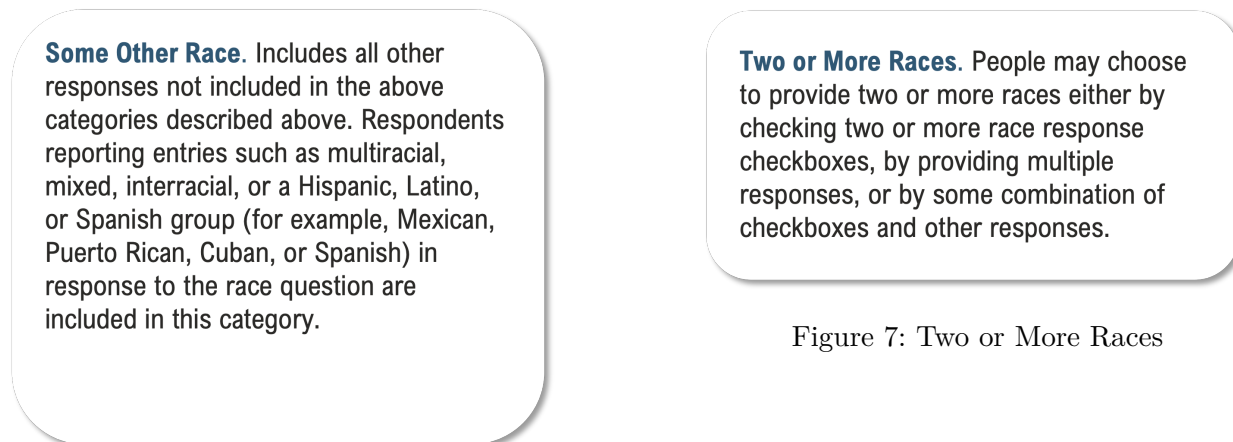 Some Other Race. Includes all other
responses not included in the above
categories described above. Respondents
reporting entries such as multiracial,
mixed, interracial, or a Hispanic, Latino,
or Spanish group (for example, Mexican,
Puerto Rican, Cuban, or Spanish) in
response to the race question are
included in this category.
Two or More Races. People may choose
to provide two or more races either by
checking two or more race response
checkboxes, by providing multiple
responses, or by some combination of
checkboxes and other responses.
Figure 7: Two or More Races